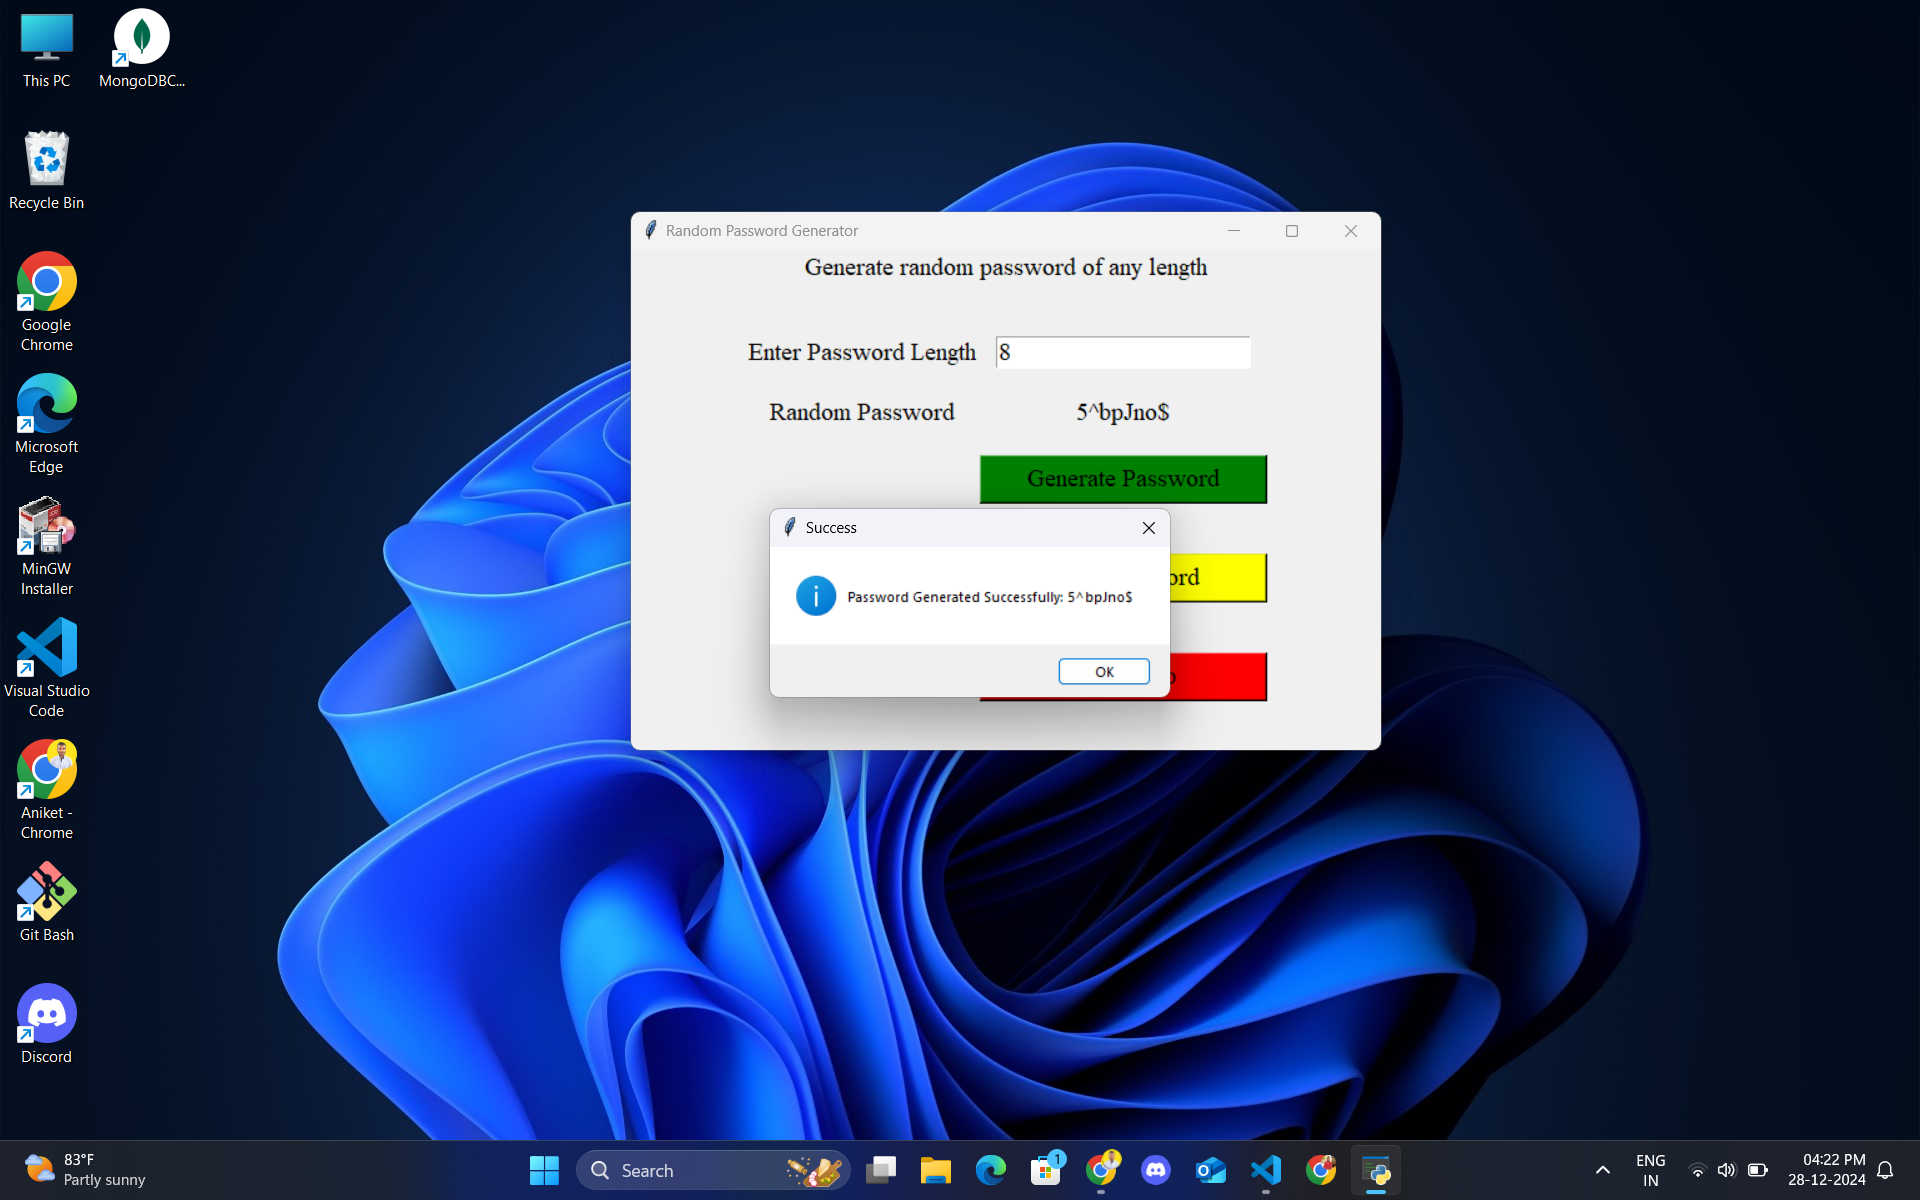 This PC
MongoDBC...
Recycle Bin
Google
Chrome
Microsoft
Edge
MinGW
Installer
Visual Studio
Code
Aniket -
Chrome
Git Bash
Discord
Random Password Generator
Generate random password of any length
Enter Password Length 8
Random Password 5^bpJno$
Generate Password
Success
Password Generated Successfully: 5^bpJno$
OK
83°F
Partly sunny
Search
1
ENG
IN
04:22 PM
28-12-2024